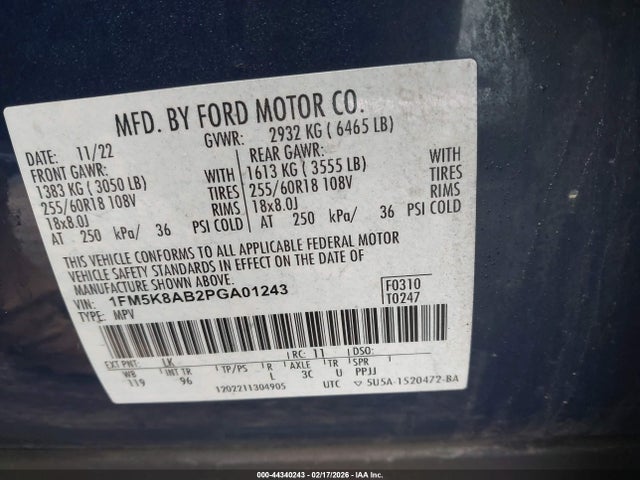 MFD. BY FORD MOTOR CO.
DATE: 11/22 GVWR: 2932 KG ( 6465 LB)
FRONT GAWR: REAR GAWR:
1383 KG ( 3050 LB) WITH 1613 KG ( 3555 LB) WITH
255/60R18 108V TIRES 255/60R18 108V TIRES
18x8.0J RIMS 18x8.0J RIMS
AT 250 kPa/ 36 PSI COLD AT 250 kPa/ 36 PSI COLD
THIS VEHICLE CONFORMS TO ALL APPLICABLE FEDERAL MOTOR
VEHICLE SAFETY STANDARDS IN EFFECT ON THE DATE OF
MANUFACTURE SHOWN ABOVE.
VIN: 1FM5K8AB2PGA01243 F0310
TYPE: MPV T0247
EXT PNT: LK RC: 11 DSO:
WB INT TR TP/PS R AXLE TR SPR
119 96 L 3C U PPJJ
1202211304905 UTC SU5A-1520472-BA
000-44340243 - 02/17/2026 - COPYRIGHT IAA, LLC